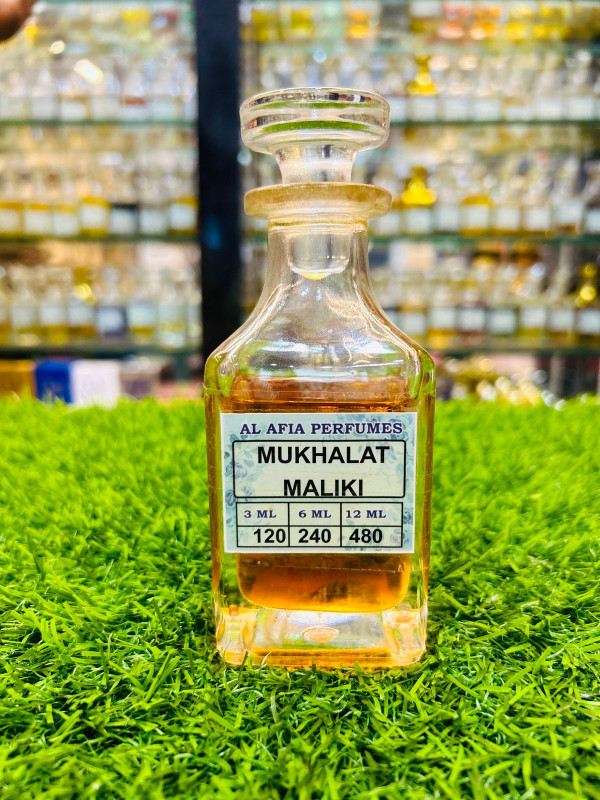 AL AFIA PERFUMES
MUKHALAT
MALIKI
3 ML 6 ML 12 ML
120 240 480